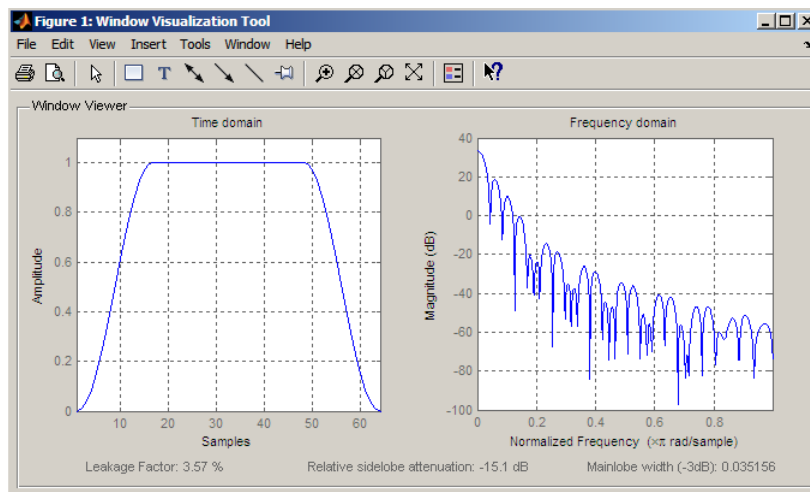 Figure 1: Window Visualization Tool
File Edit View Insert Tools Window Help
Window Viewer
Time domain
Frequency domain
1
0.8
0.6
0.4
0.2
0
Amplitude
10 20 30 40 50 60
Samples
40
20
0
-20
-40
-60
-80
-100
Magnitude (dB)
0 0.2 0.4 0.6 0.8
Normalized Frequency (×π rad/sample)
Leakage Factor: 3.57 %
Relative sidelobe attenuation: -15.1 dB
Mainlobe width (-3dB): 0.035156